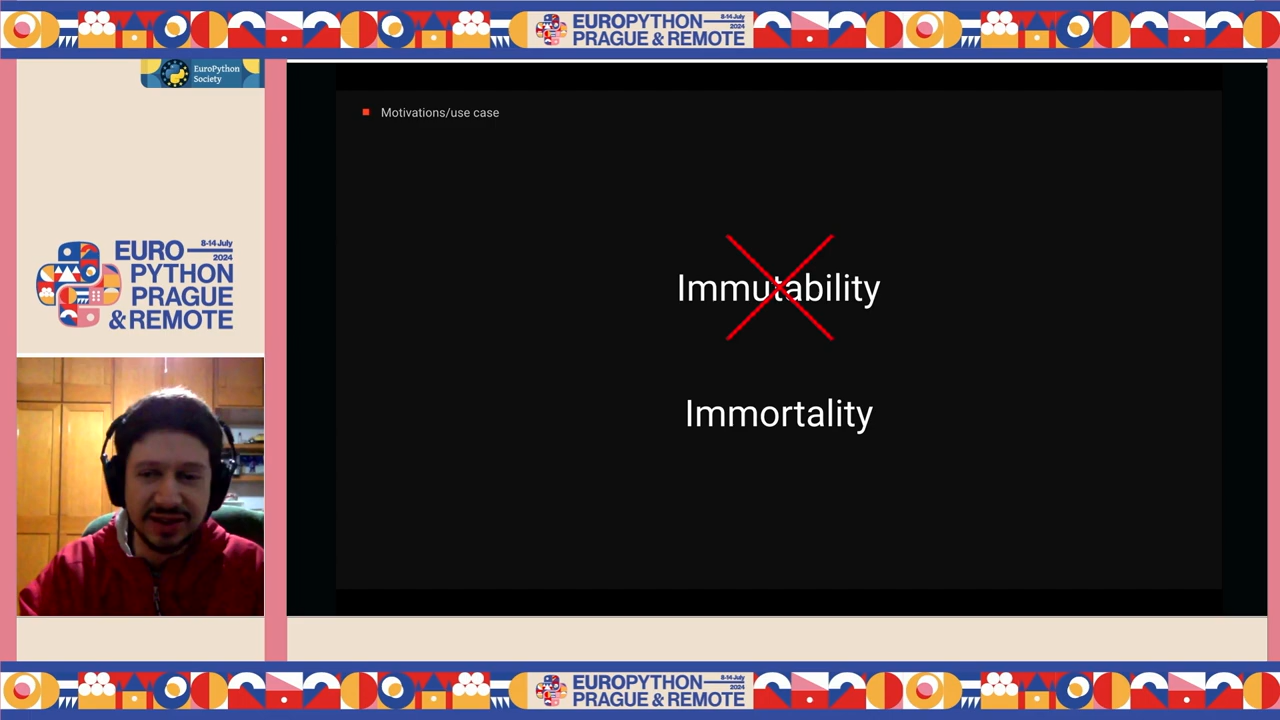 EUROPYTHON
8-14 July
2024
PRAGUE & REMOTE
EuroPython
Society
Motivations/use case
Immutability
Immortality
EURO
8-14 July
2024
PYTHON
PRAGUE
& REMOTE
EUROPYTHON
8-14 July
2024
PRAGUE & REMOTE